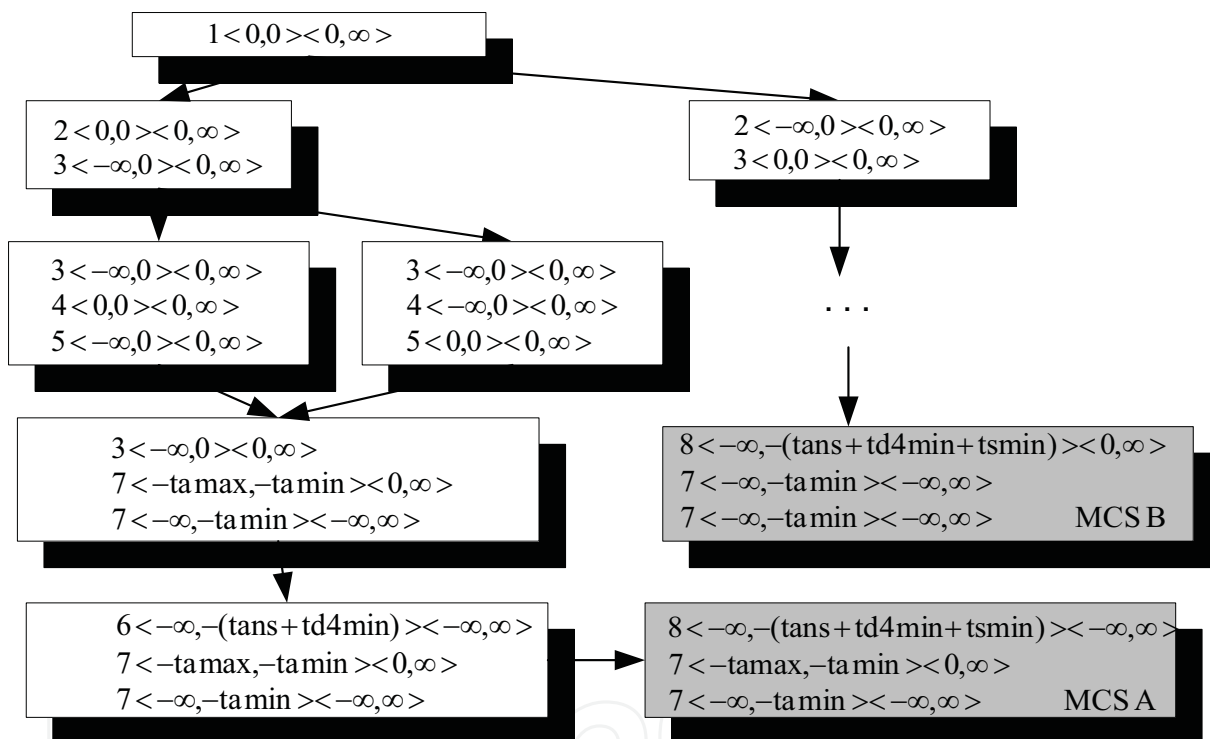 1<0,0><0,∞>
2<0,0><0,∞>
3<−∞,0><0,∞>
2<−∞,0><0,∞>
3<0,0><0,∞>
3<−∞,0><0,∞>
4<0,0><0,∞>
5<−∞,0><0,∞>
3<−∞,0><0,∞>
4<−∞,0><0,∞>
5<0,0><0,∞>
. . .
3<−∞,0><0,∞>
7<−tamax,−tamin><0,∞>
7<−∞,−tamin><−∞,∞>
8<−∞,−(tans+td4min+tsmin)><0,∞>
7<−∞,−tamin><−∞,∞>
7<−∞,−tamin><−∞,∞> MCS B
6<−∞,−(tans+td4min)><−∞,∞>
7<−tamax,−tamin><0,∞>
7<−∞,−tamin><−∞,∞>
8<−∞,−(tans+td4min+tsmin)><−∞,∞>
7<−tamax,−tamin><0,∞>
7<−∞,−tamin><−∞,∞> MCS A